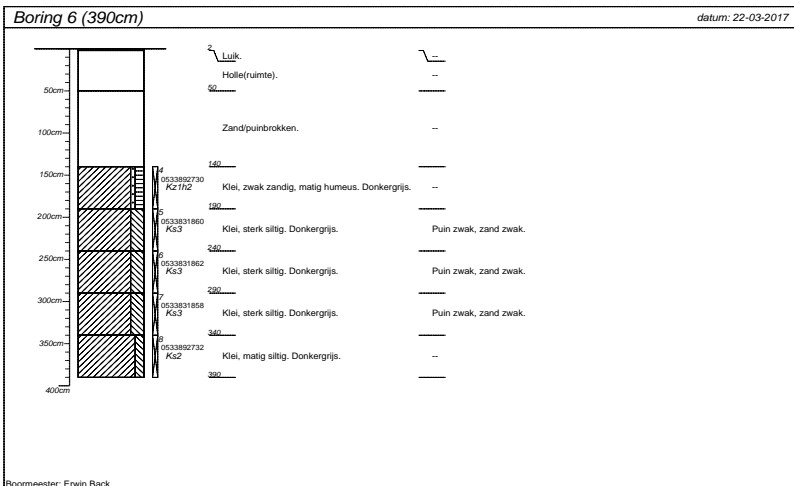 Boring 6 (390cm) datum: 22-03-2017
2 Luik. --
Holle(ruimte). --
50cm 50
Zand/puinbrokken. --
100cm
140
150cm 4
0533892730
Kz1h2 Klei, zwak zandig, matig humeus. Donkergrijs. --
190
200cm 5
0533831860
Ks3 Klei, sterk siltig. Donkergrijs. Puin zwak, zand zwak.
240
250cm 6
0533831862
Ks3 Klei, sterk siltig. Donkergrijs. Puin zwak, zand zwak.
290
300cm 7
0533831858
Ks3 Klei, sterk siltig. Donkergrijs. Puin zwak, zand zwak.
340
350cm 8
0533892732
Ks2 Klei, matig siltig. Donkergrijs. --
390
400cm
Boormeester: Erwin Back